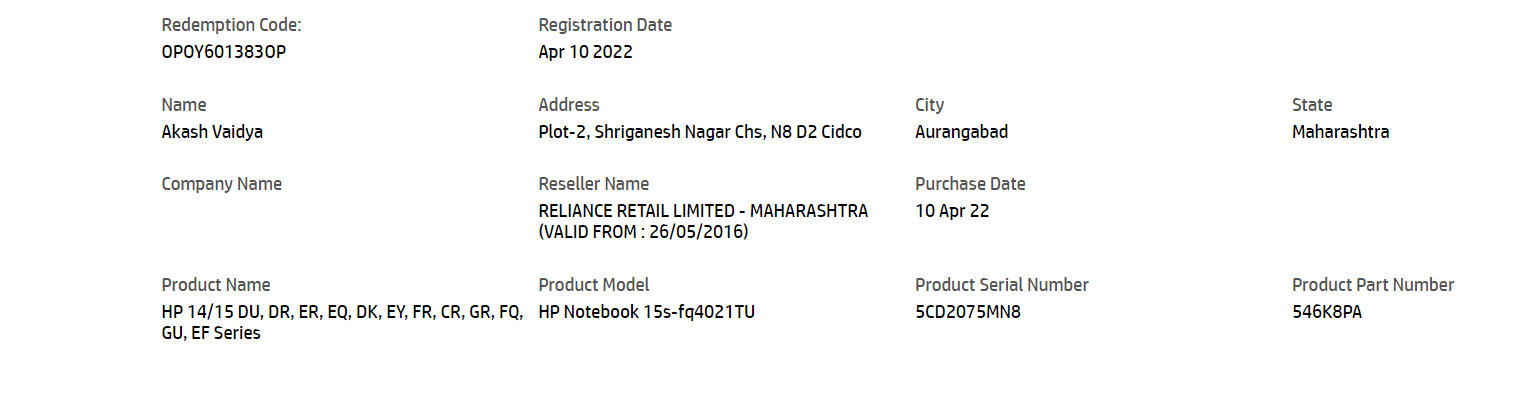 Redemption Code:
Registration Date
OPOY601383OP
Apr 10 2022
Name
Address
City
State
Akash Vaidya
Plot-2, Shriganesh Nagar Chs, N8 D2 Cidco
Aurangabad
Maharashtra
Company Name
Reseller Name
Purchase Date
RELIANCE RETAIL LIMITED - MAHARASHTRA
(VALID FROM : 26/05/2016)
10 Apr 22
Product Name
Product Model
Product Serial Number
Product Part Number
HP 14/15 DU, DR, ER, EQ, DK, EY, FR, CR, GR, FQ,
GU, EF Series
HP Notebook 15s-fq4021TU
5CD2075MN8
546K8PA